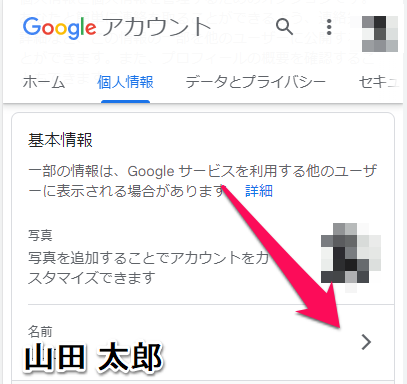 Google アカウント
ホーム 個人情報 データとプライバシー セキュ
基本情報
一部の情報は、Google サービスを利用する他のユーザ
ーに表示される場合があります。 詳細
写真
写真を追加することでアカウントをカ
スタマイズできます
名前
山田 太郎